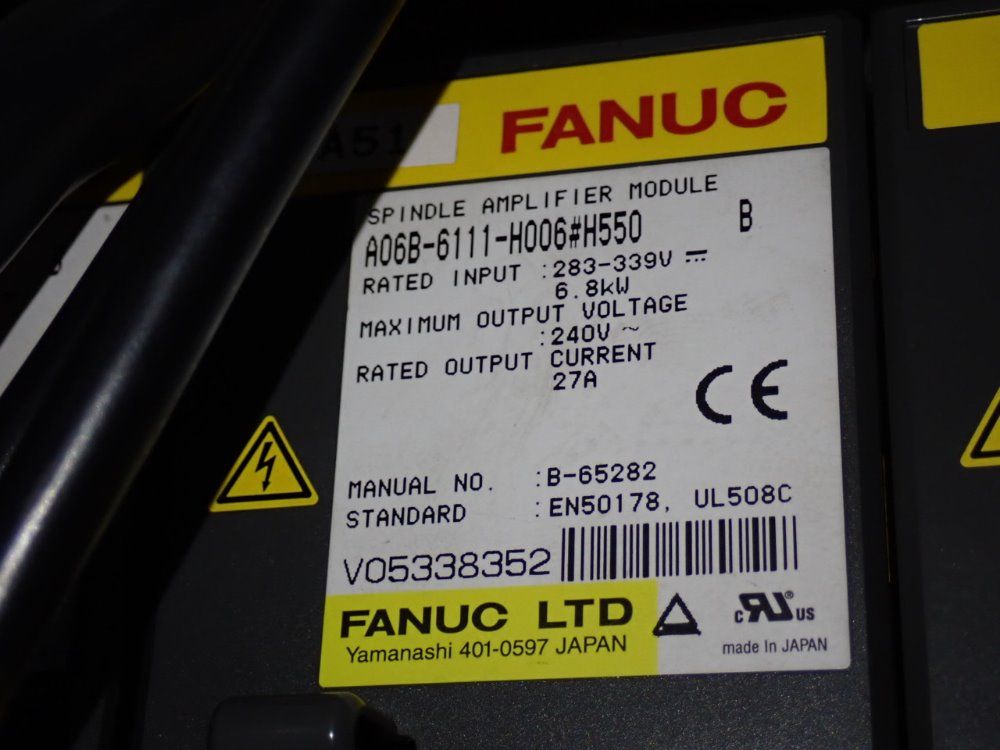 A51
FANUC
SPINDLE AMPLIFIER MODULE
A06B-6111-H006#H550 B
RATED INPUT :283-339V ⎓
6.8kW
MAXIMUM OUTPUT VOLTAGE
:240V ~
RATED OUTPUT CURRENT
27A
CE
MANUAL NO. :B-65282
STANDARD :EN50178, UL508C
V05338352
FANUC LTD
Yamanashi 401-0597 JAPAN
c RU® US
made In JAPAN